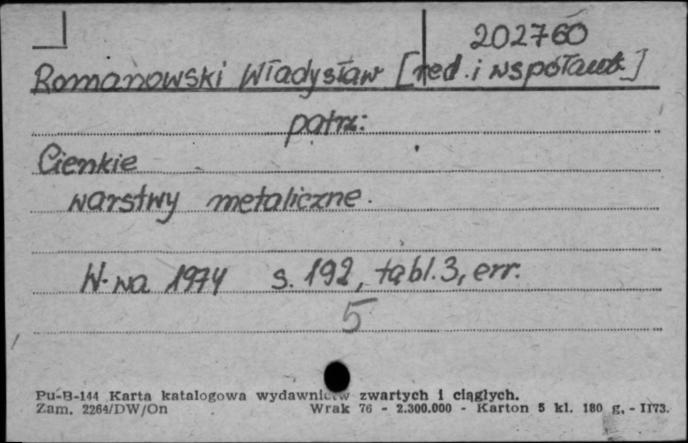 202760
Romanowski Władysław [red. i współaut.]
patrz:
Cienkie
warstwy metaliczne.
W-wa 1974 s. 192, tabl. 3, err.
5
Pu-B-144 Karta katalogowa wydawnictw zwartych i ciągłych.
Zam. 2264/DW/On Wrak 76 - 2.300.000 - Karton 5 kl. 180 g. - II73.